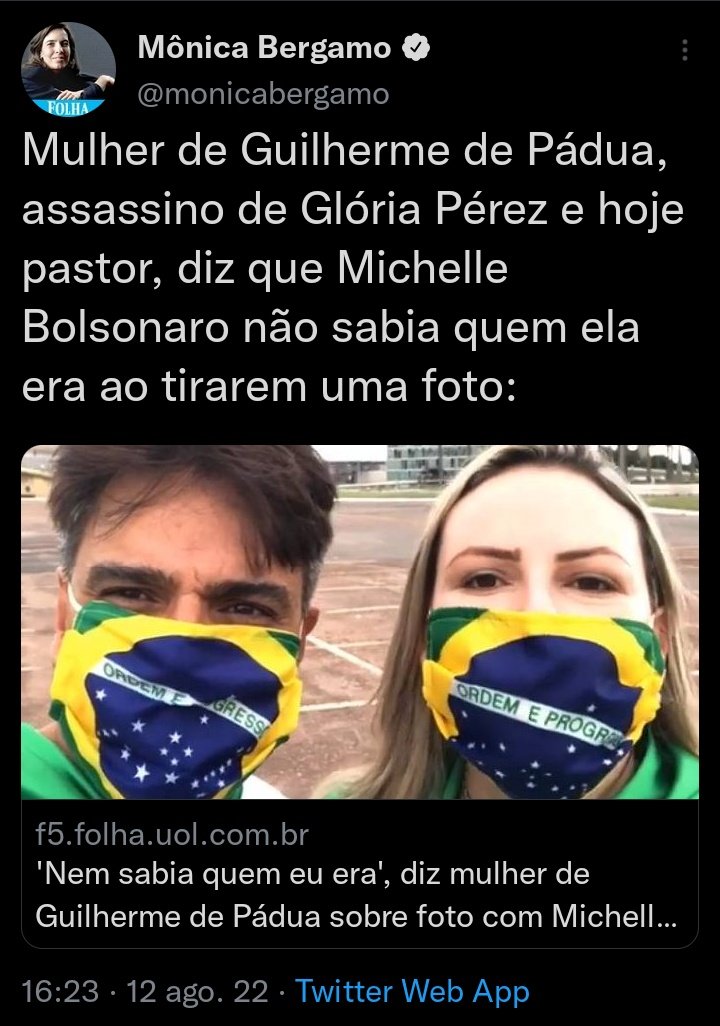 Mônica Bergamo
FOLHA
@monicabergamo
Mulher de Guilherme de Pádua,
assassino de Glória Pérez e hoje
pastor, diz que Michelle
Bolsonaro não sabia quem ela
era ao tirarem uma foto:
ORDEM E GRESS
ORDEM E PROGR
f5.folha.uol.com.br
'Nem sabia quem eu era', diz mulher de
Guilherme de Pádua sobre foto com Michell...
16:23 · 12 ago. 22 · Twitter Web App